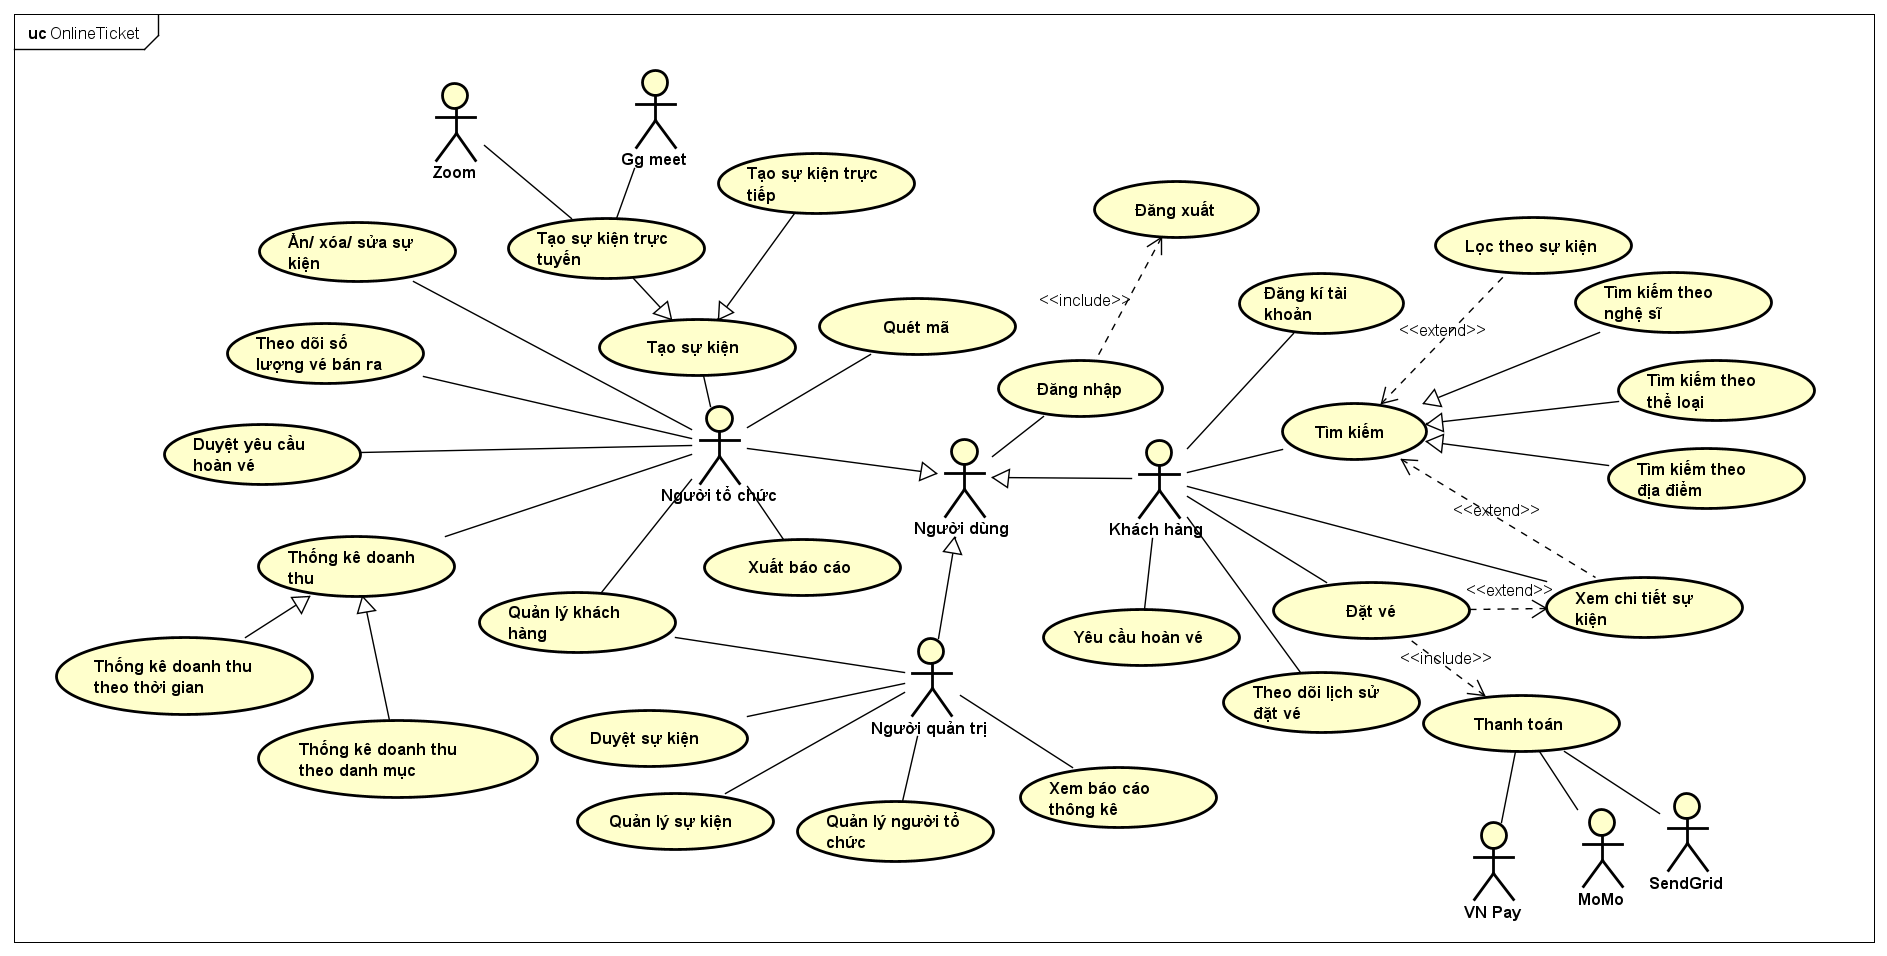 uc OnlineTicket
Zoom
Gg meet
Tạo sự kiện trực
tiếp
Đăng xuất
Ẩn/ xóa/ sửa sự
kiện
Tạo sự kiện trực
tuyến
Lọc theo sự kiện
<<include>>
Đăng kí tài
khoản
Tìm kiếm theo
nghệ sĩ
Theo dõi số
lượng vé bán ra
Tạo sự kiện
Quét mã
<<extend>>
Đăng nhập
Tìm kiếm theo
thể loại
Duyệt yêu cầu
hoàn vé
Tìm kiếm
Tìm kiếm theo
địa điểm
Người tổ chức
Người dùng
Khách hàng
<<extend>>
Thống kê doanh
thu
Xuất báo cáo
Quản lý khách
hàng
Yêu cầu hoàn vé
Đặt vé
<<extend>>
Xem chi tiết sự
kiện
Thống kê doanh thu
theo thời gian
<<include>>
Theo dõi lịch sử
đặt vé
Thanh toán
Người quản trị
Duyệt sự kiện
Thống kê doanh thu
theo danh mục
Quản lý sự kiện
Quản lý người tổ
chức
Xem báo cáo
thông kê
VN Pay
MoMo
SendGrid